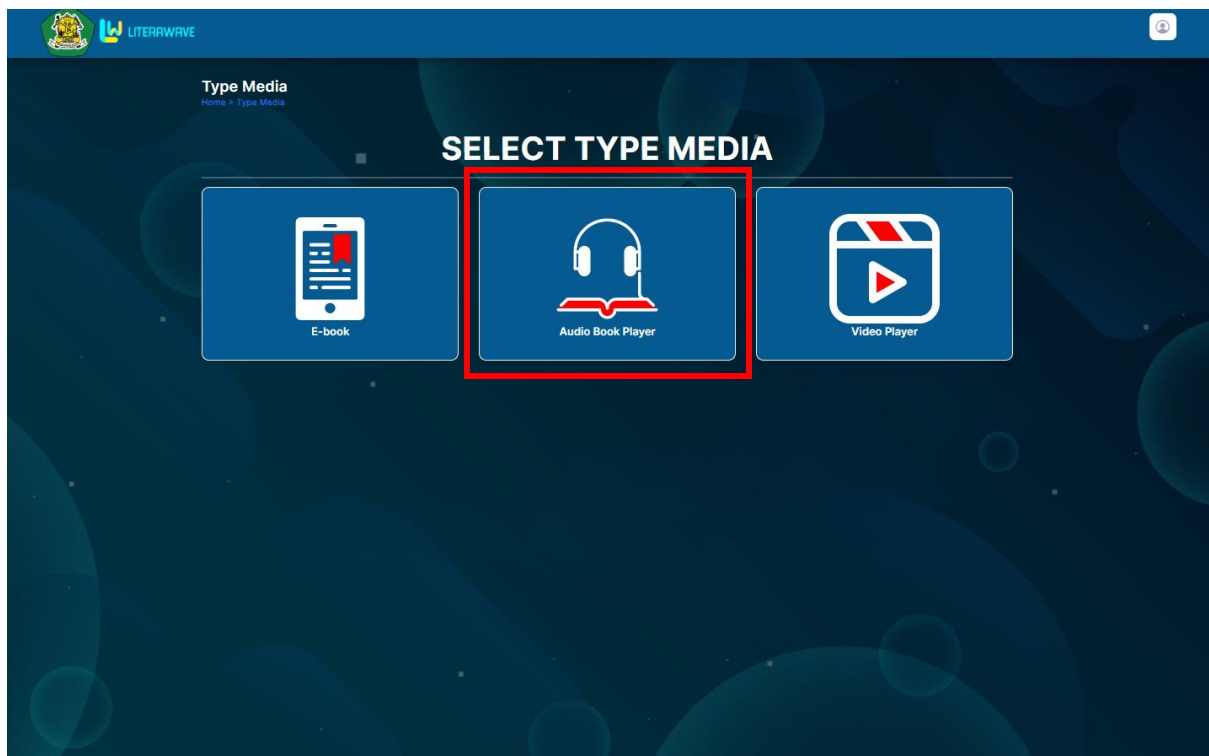 LITERAWAVE
Type Media
Home > Type Media
SELECT TYPE MEDIA
E-book
Audio Book Player
Video Player